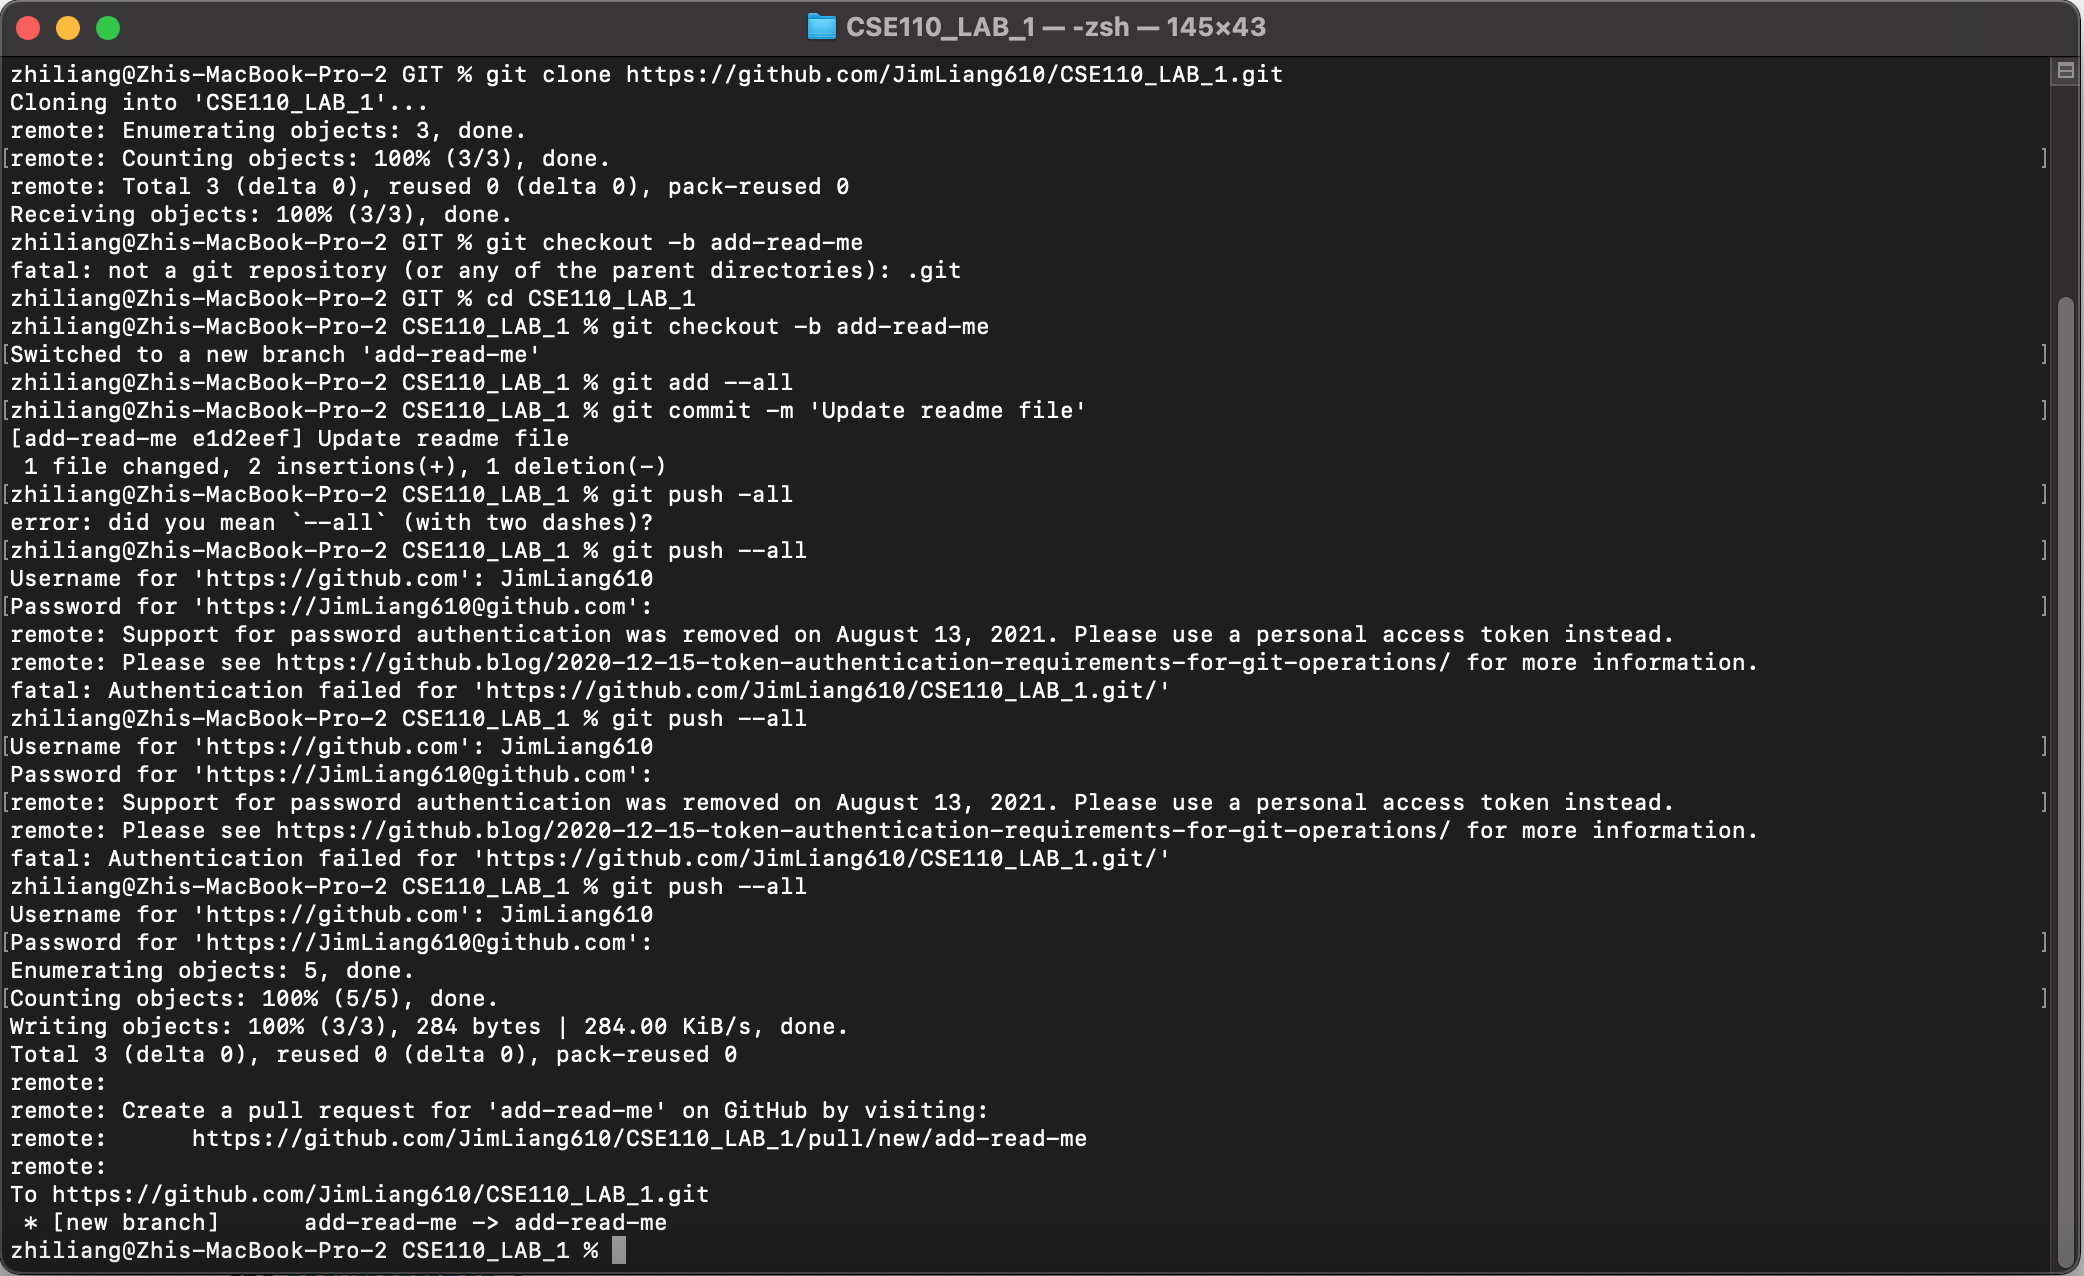 CSE110_LAB_1 — -zsh — 145×43
zhiliang@Zhis-MacBook-Pro-2 GIT % git clone https://github.com/JimLiang610/CSE110_LAB_1.git
Cloning into 'CSE110_LAB_1'...
remote: Enumerating objects: 3, done.
[remote: Counting objects: 100% (3/3), done. ]
remote: Total 3 (delta 0), reused 0 (delta 0), pack-reused 0
Receiving objects: 100% (3/3), done.
zhiliang@Zhis-MacBook-Pro-2 GIT % git checkout -b add-read-me
fatal: not a git repository (or any of the parent directories): .git
zhiliang@Zhis-MacBook-Pro-2 GIT % cd CSE110_LAB_1
zhiliang@Zhis-MacBook-Pro-2 CSE110_LAB_1 % git checkout -b add-read-me
[Switched to a new branch 'add-read-me' ]
zhiliang@Zhis-MacBook-Pro-2 CSE110_LAB_1 % git add --all
[zhiliang@Zhis-MacBook-Pro-2 CSE110_LAB_1 % git commit -m 'Update readme file' ]
[add-read-me e1d2eef] Update readme file
 1 file changed, 2 insertions(+), 1 deletion(-)
[zhiliang@Zhis-MacBook-Pro-2 CSE110_LAB_1 % git push -all ]
error: did you mean `--all` (with two dashes)?
[zhiliang@Zhis-MacBook-Pro-2 CSE110_LAB_1 % git push --all ]
Username for 'https://github.com': JimLiang610
[Password for 'https://JimLiang610@github.com': ]
remote: Support for password authentication was removed on August 13, 2021. Please use a personal access token instead.
remote: Please see https://github.blog/2020-12-15-token-authentication-requirements-for-git-operations/ for more information.
fatal: Authentication failed for 'https://github.com/JimLiang610/CSE110_LAB_1.git/'
zhiliang@Zhis-MacBook-Pro-2 CSE110_LAB_1 % git push --all
[Username for 'https://github.com': JimLiang610 ]
Password for 'https://JimLiang610@github.com':
[remote: Support for password authentication was removed on August 13, 2021. Please use a personal access token instead. ]
remote: Please see https://github.blog/2020-12-15-token-authentication-requirements-for-git-operations/ for more information.
fatal: Authentication failed for 'https://github.com/JimLiang610/CSE110_LAB_1.git/'
zhiliang@Zhis-MacBook-Pro-2 CSE110_LAB_1 % git push --all
Username for 'https://github.com': JimLiang610
[Password for 'https://JimLiang610@github.com': ]
Enumerating objects: 5, done.
[Counting objects: 100% (5/5), done. ]
Writing objects: 100% (3/3), 284 bytes | 284.00 KiB/s, done.
Total 3 (delta 0), reused 0 (delta 0), pack-reused 0
remote:
remote: Create a pull request for 'add-read-me' on GitHub by visiting:
remote:      https://github.com/JimLiang610/CSE110_LAB_1/pull/new/add-read-me
remote:
To https://github.com/JimLiang610/CSE110_LAB_1.git
 * [new branch]      add-read-me -> add-read-me
zhiliang@Zhis-MacBook-Pro-2 CSE110_LAB_1 %